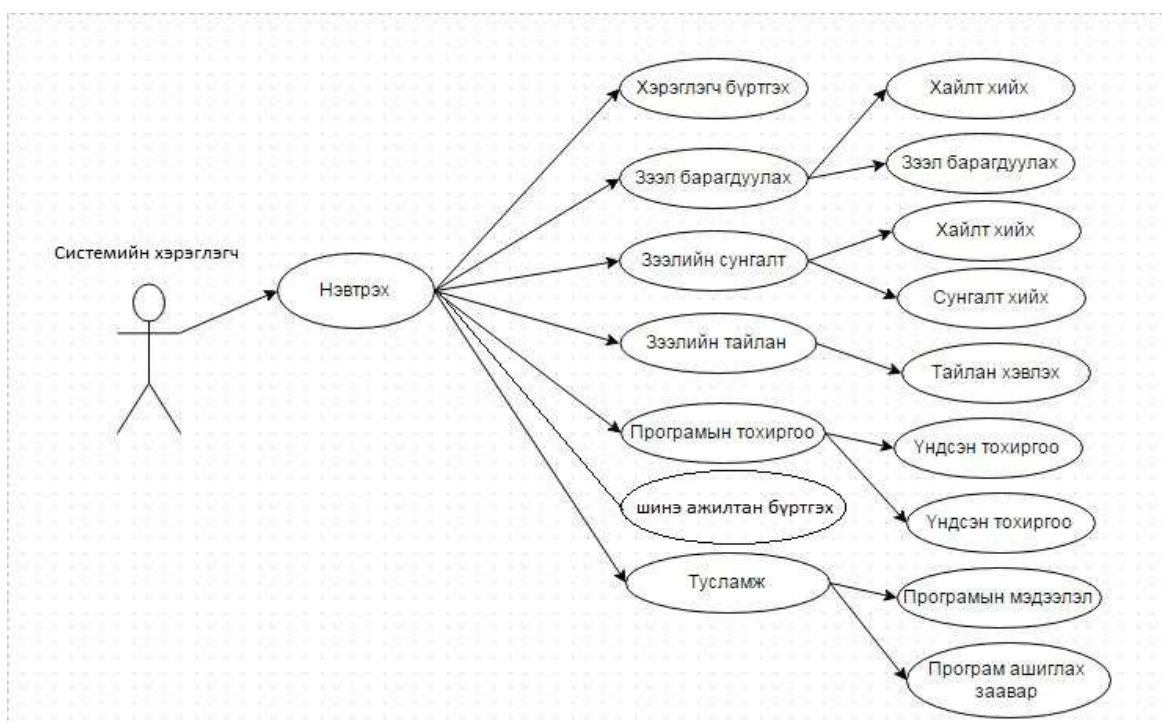 Системийн хэрэглэгч
Нэвтрэх
Хэрэглэгч бүртгэх
Зээл барагдуулах
Зээлийн сунгалт
Зээлийн тайлан
Програмын тохиргоо
шинэ ажилтан бүртгэх
Тусламж
Хайлт хийх
Зээл барагдуулах
Хайлт хийх
Сунгалт хийх
Тайлан хэвлэх
Үндсэн тохиргоо
Үндсэн тохиргоо
Програмын мэдээлэл
Програм ашиглах
заавар